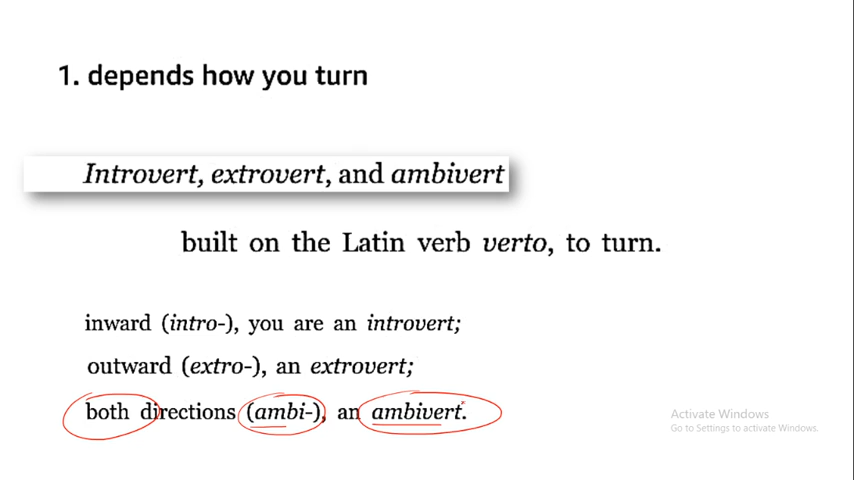 1. depends how you turn
Introvert, extrovert, and ambivert
built on the Latin verb verto, to turn.
inward (intro-), you are an introvert;
outward (extro-), an extrovert;
both directions (ambi-), an ambivert.
Activate Windows
Go to Settings to activate Windows.